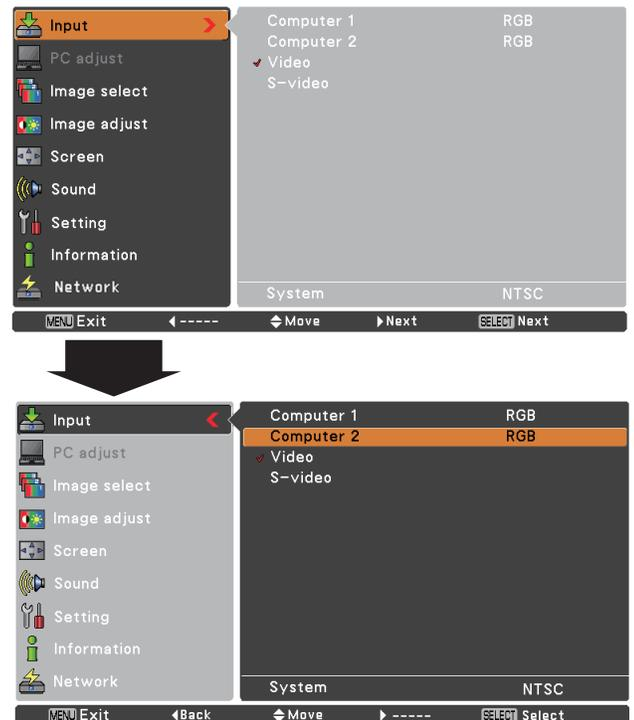 Input Computer 1 RGB
PC adjust Computer 2 RGB
Image select Video
Image adjust S-video
Screen
Sound
Setting
Information
Network System NTSC
MENU Exit ----- Move Next SELECT Next
Input Computer 1 RGB
PC adjust Computer 2 RGB
Image select Video
Image adjust S-video
Screen
Sound
Setting
Information
Network System NTSC
MENU Exit Back Move ----- SELECT Select